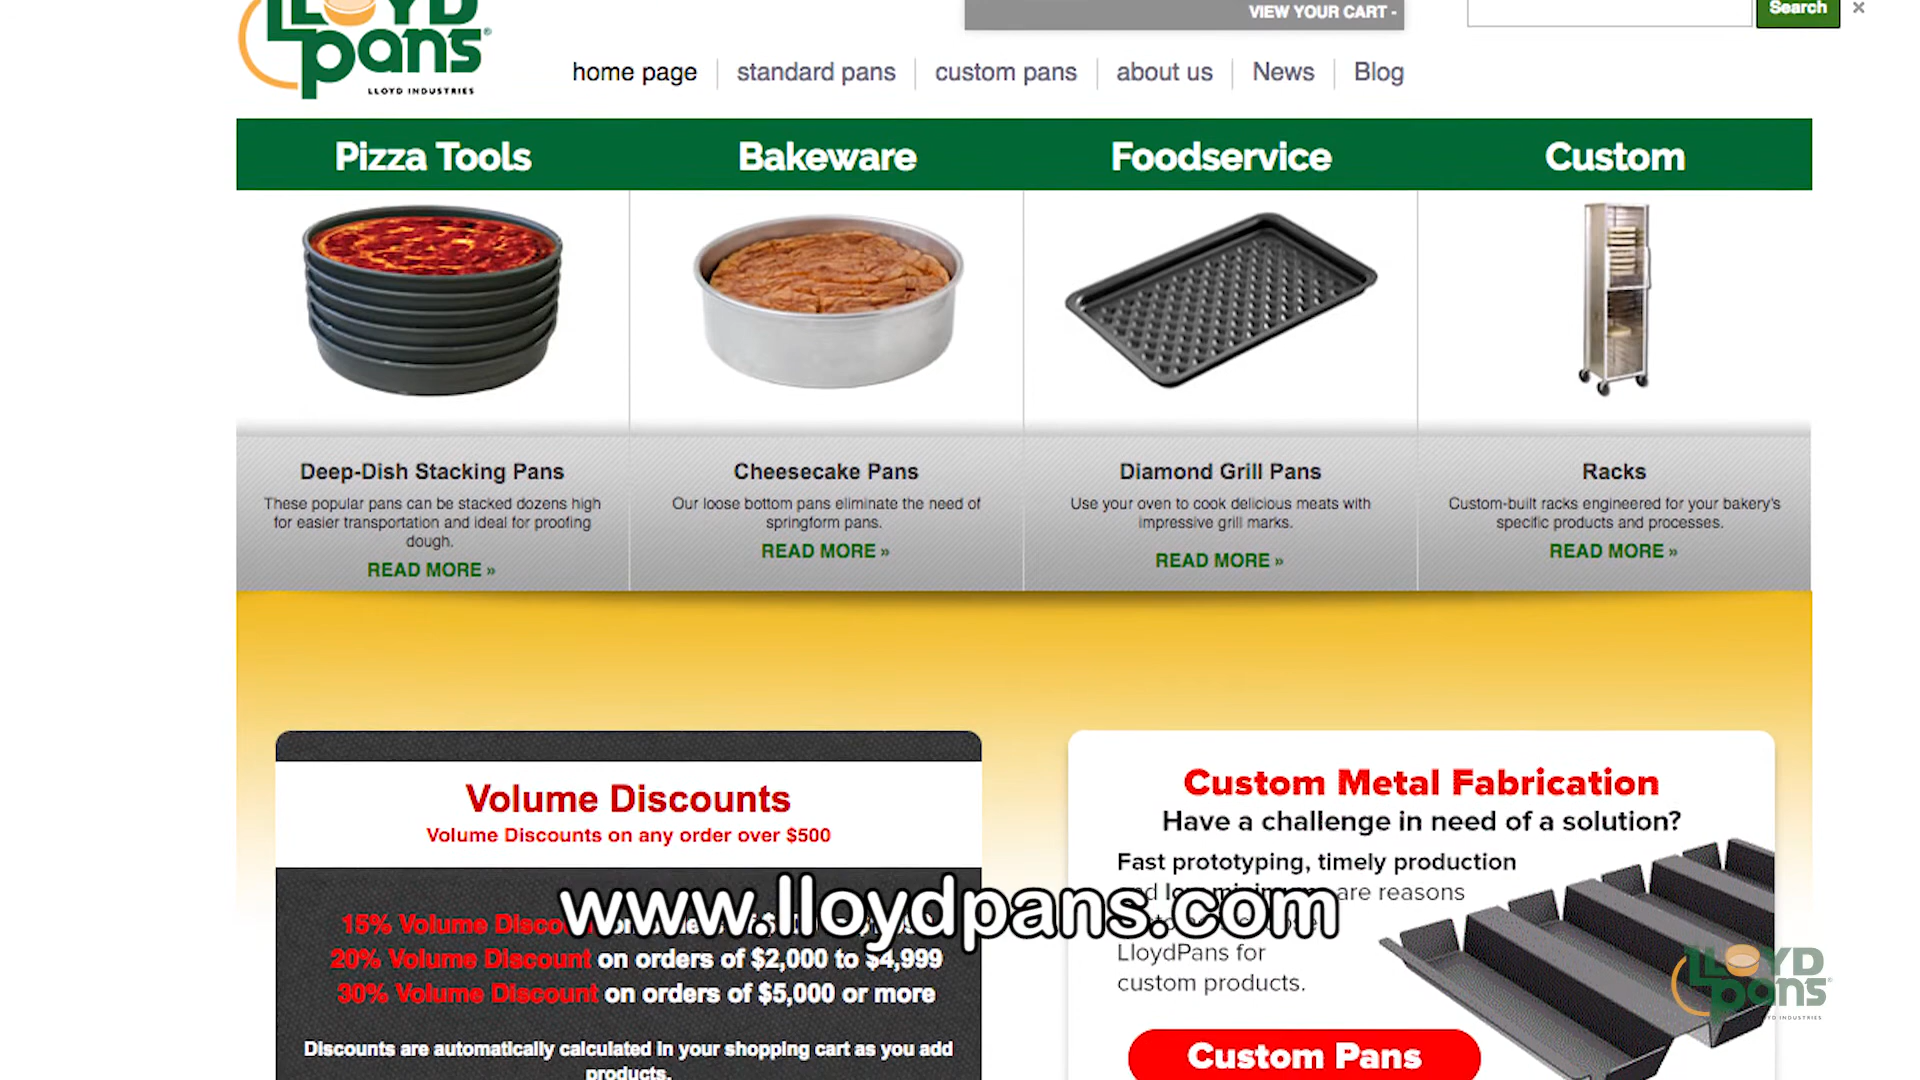 LLOYD
pans®
LLOYD INDUSTRIES
VIEW YOUR CART -
Search
home page
standard pans
custom pans
about us
News
Blog
Pizza Tools
Bakeware
Foodservice
Custom
Deep-Dish Stacking Pans
These popular pans can be stacked dozens high
for easier transportation and ideal for proofing
dough.
READ MORE »
Cheesecake Pans
Our loose bottom pans eliminate the need of
springform pans.
READ MORE »
Diamond Grill Pans
Use your oven to cook delicious meats with
impressive grill marks.
READ MORE »
Racks
Custom-built racks engineered for your bakery's
specific products and processes.
READ MORE »
Volume Discounts
Volume Discounts on any order over $500
15% Volume
20% Volume Discount on orders of $2,000 to $4,999
30% Volume Discount on orders of $5,000 or more
Discounts are automatically calculated in your shopping cart as you add
products.
Custom Metal Fabrication
Have a challenge in need of a solution?
Fast prototyping, timely production
are reasons
LloydPans for
custom products.
Custom Pans
www.lloydpans.com
LLOYD
pans®